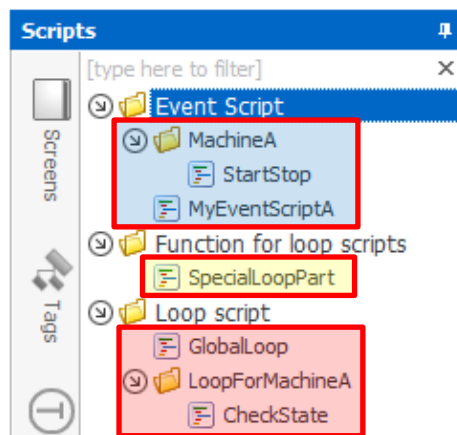 Scripts
[type here to filter]
Event Script
MachineA
StartStop
MyEventScriptA
Function for loop scripts
SpecialLoopPart
Loop script
GlobalLoop
LoopForMachineA
CheckState
Screens
Tags